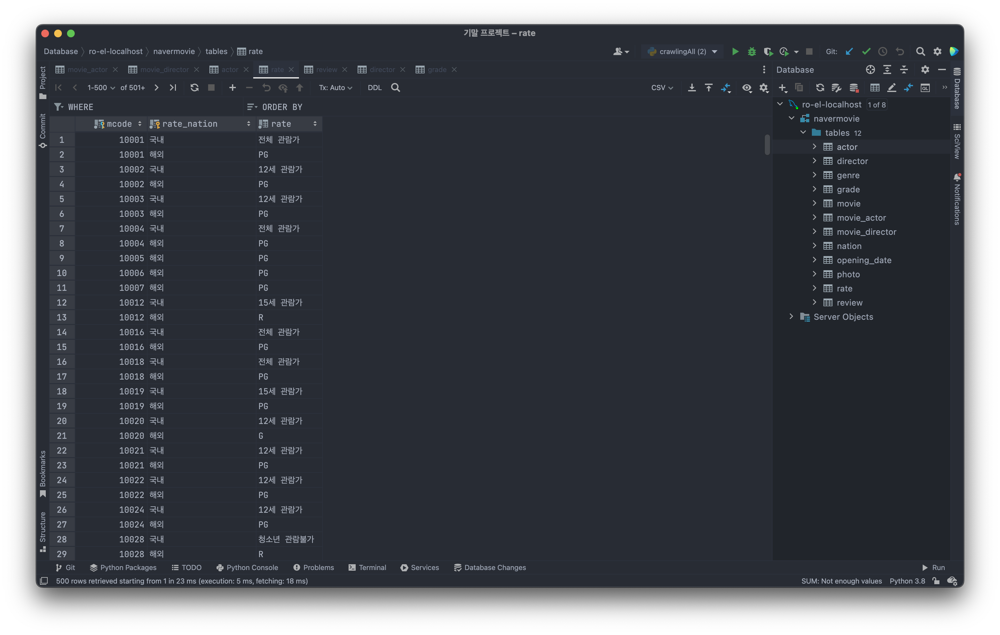 기말 프로젝트 – rate
Database 〉 ro-el-localhost 〉 navermovie 〉 tables 〉 rate
crawlingAll (2)
Git:
movie_actor movie_director actor rate review director grade
Database
1-500 of 501+
Tx: Auto DDL
CSV
WHERE ORDER BY
mcode rate_nation rate
1 10001 국내 전체 관람가
2 10001 해외 PG
3 10002 국내 12세 관람가
4 10002 해외 PG
5 10003 국내 12세 관람가
6 10003 해외 PG
7 10004 국내 전체 관람가
8 10004 해외 PG
9 10005 해외 PG
10 10006 해외 PG
11 10007 해외 PG
12 10012 국내 15세 관람가
13 10012 해외 R
14 10016 국내 전체 관람가
15 10016 해외 PG
16 10018 국내 전체 관람가
17 10018 해외 PG
18 10019 국내 15세 관람가
19 10019 해외 PG
20 10020 국내 12세 관람가
21 10020 해외 G
22 10021 국내 12세 관람가
23 10021 해외 PG
24 10022 국내 12세 관람가
25 10022 해외 PG
26 10024 국내 12세 관람가
27 10024 해외 PG
28 10028 국내 청소년 관람불가
29 10028 해외 R
ro-el-localhost 1 of 8
navermovie
tables 12
actor
director
genre
grade
movie
movie_actor
movie_director
nation
opening_date
photo
rate
review
Server Objects
Project
Commit
Bookmarks
Structure
Database
SciView
Notifications
QL
Git Python Packages TODO Python Console Problems Terminal Services Database Changes Run
500 rows retrieved starting from 1 in 23 ms (execution: 5 ms, fetching: 18 ms)
SUM: Not enough values Python 3.8